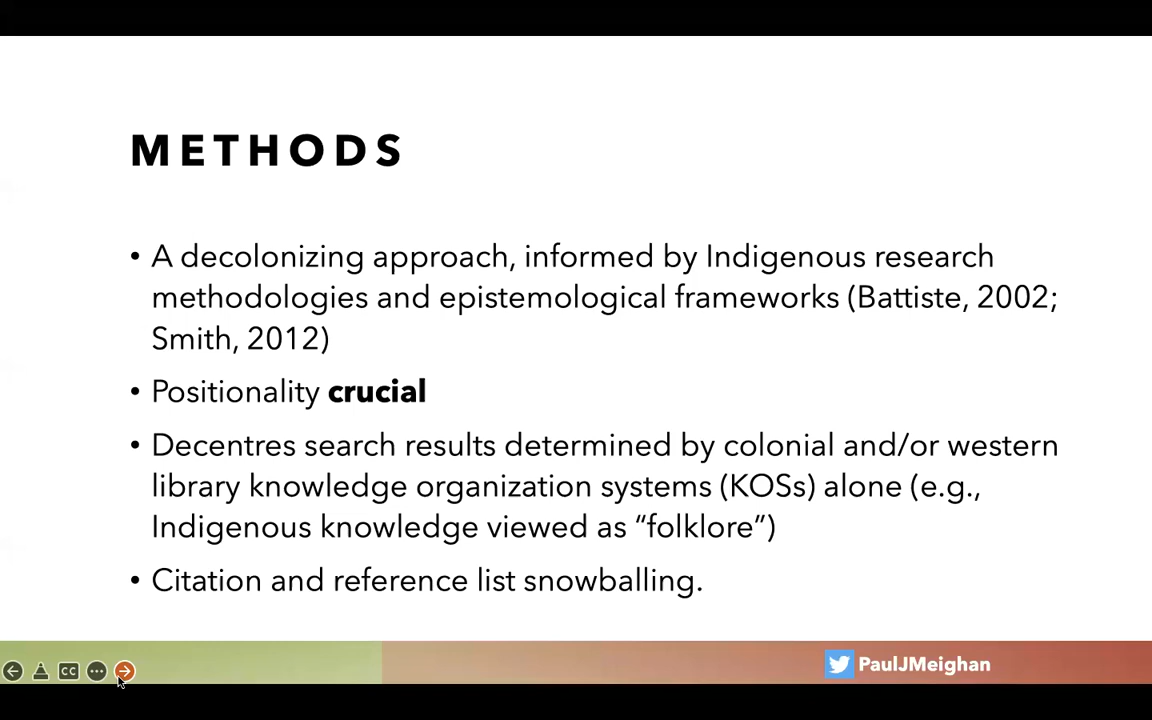 METHODS
• A decolonizing approach, informed by Indigenous research
methodologies and epistemological frameworks (Battiste, 2002;
Smith, 2012)
• Positionality crucial
• Decentres search results determined by colonial and/or western
library knowledge organization systems (KOSs) alone (e.g.,
Indigenous knowledge viewed as “folklore”)
• Citation and reference list snowballing.
CC
PaulJMeighan